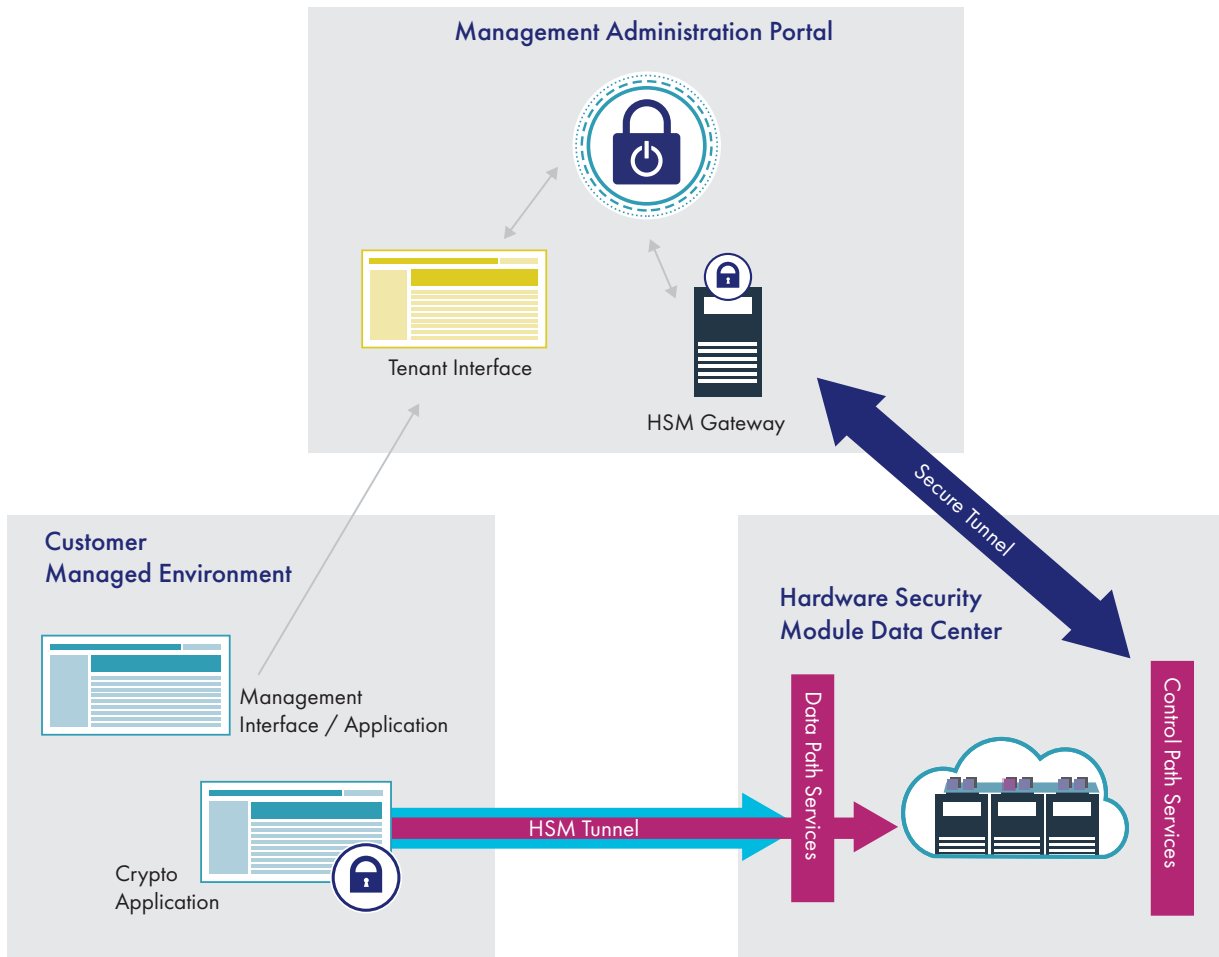 Management Administration Portal
Tenant Interface
HSM Gateway
Secure Tunnel
Customer
Managed Environment
Management
Interface / Application
Crypto
Application
HSM Tunnel
Hardware Security
Module Data Center
Data Path Services
Control Path Services